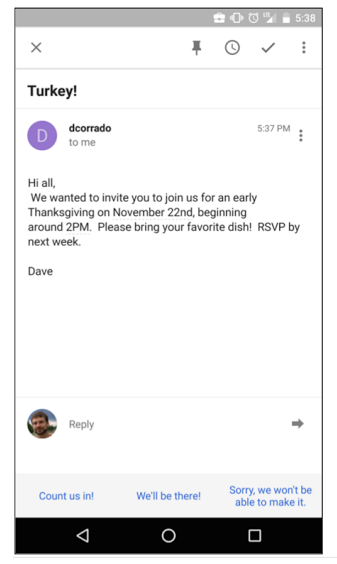 5:38
Turkey!
D
dcorrado
5:37 PM
to me
Hi all,
We wanted to invite you to join us for an early
Thanksgiving on November 22nd, beginning
around 2PM.  Please bring your favorite dish!  RSVP by
next week.
Dave
Reply
Count us in!
We'll be there!
Sorry, we won't be
able to make it.